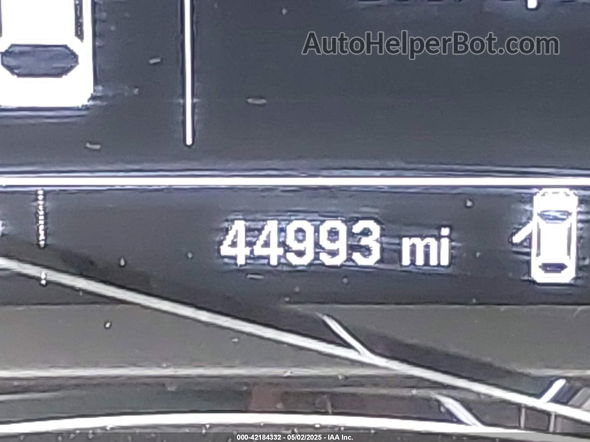 AutoHelperBot.com
44993 mi
000-42184332 - 05/02/2025 - IAA Inc.